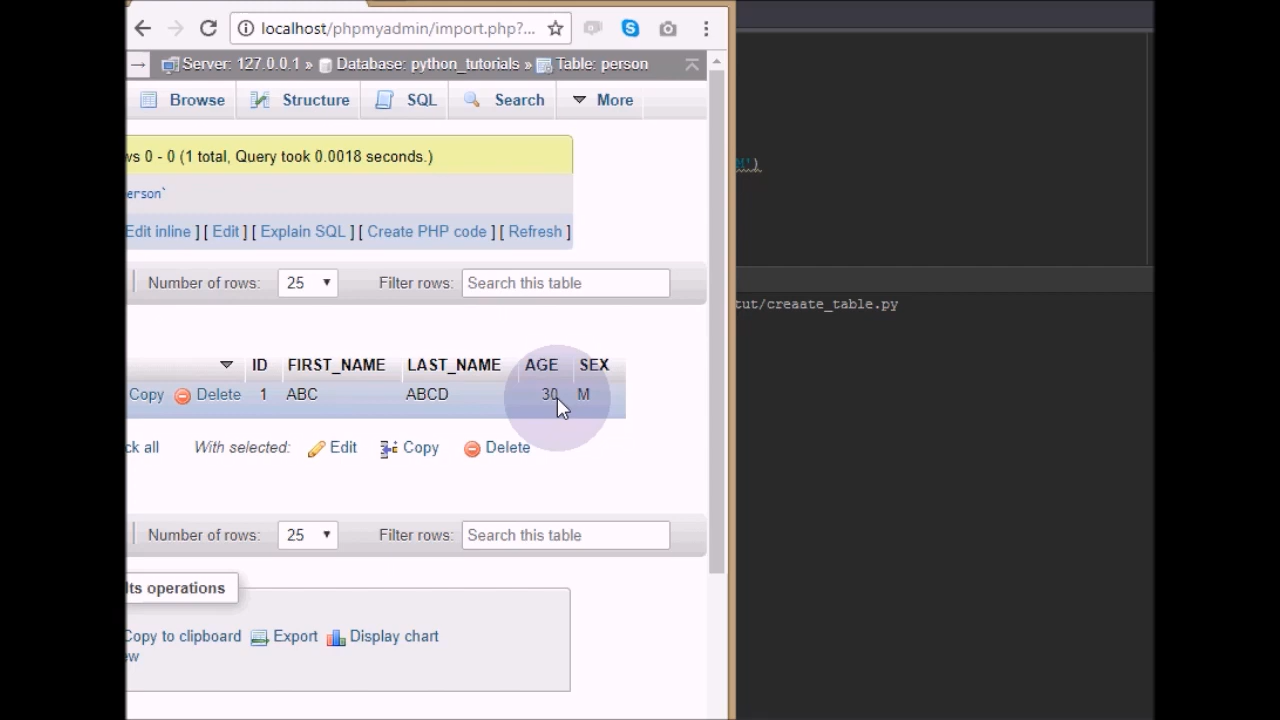 localhost/phpmyadmin/import.php?...
Server: 127.0.0.1 » Database: python_tutorials » Table: person
Browse Structure SQL Search More
ws 0 - 0 (1 total, Query took 0.0018 seconds.)
erson`
Edit inline ] [ Edit ] [ Explain SQL ] [ Create PHP code ] [ Refresh ]
Number of rows: 25 Filter rows: Search this table
ID FIRST_NAME LAST_NAME AGE SEX
Copy Delete 1 ABC ABCD 30 M
ck all With selected: Edit Copy Delete
Number of rows: 25 Filter rows: Search this table
lts operations
Copy to clipboard Export Display chart
ew
')
tut/creaate_table.py